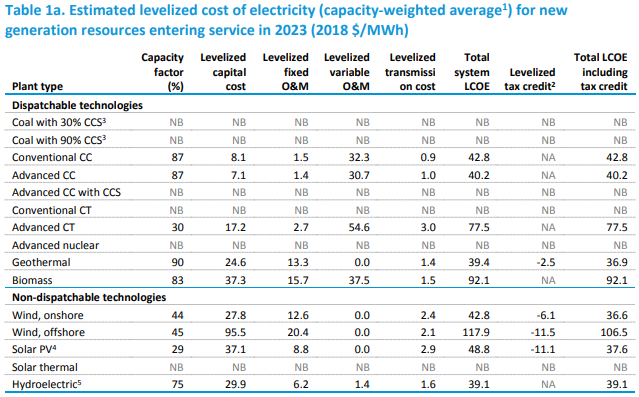 Table 1a. Estimated levelized cost of electricity (capacity-weighted average¹) for new
generation resources entering service in 2023 (2018 $/MWh)
Plant type Capacity factor (%) Levelized capital cost Levelized fixed O&M Levelized variable O&M Levelized transmissi on cost Total system LCOE Levelized tax credit² Total LCOE including tax credit
Dispatchable technologies
Coal with 30% CCS³ NB NB NB NB NB NB NB NB
Coal with 90% CCS³ NB NB NB NB NB NB NB NB
Conventional CC 87 8.1 1.5 32.3 0.9 42.8 NA 42.8
Advanced CC 87 7.1 1.4 30.7 1.0 40.2 NA 40.2
Advanced CC with CCS NB NB NB NB NB NB NB NB
Conventional CT NB NB NB NB NB NB NB NB
Advanced CT 30 17.2 2.7 54.6 3.0 77.5 NA 77.5
Advanced nuclear NB NB NB NB NB NB NB NB
Geothermal 90 24.6 13.3 0.0 1.4 39.4 -2.5 36.9
Biomass 83 37.3 15.7 37.5 1.5 92.1 NA 92.1
Non-dispatchable technologies
Wind, onshore 44 27.8 12.6 0.0 2.4 42.8 -6.1 36.6
Wind, offshore 45 95.5 20.4 0.0 2.1 117.9 -11.5 106.5
Solar PV⁴ 29 37.1 8.8 0.0 2.9 48.8 -11.1 37.6
Solar thermal NB NB NB NB NB NB NB NB
Hydroelectric⁵ 75 29.9 6.2 1.4 1.6 39.1 NA 39.1